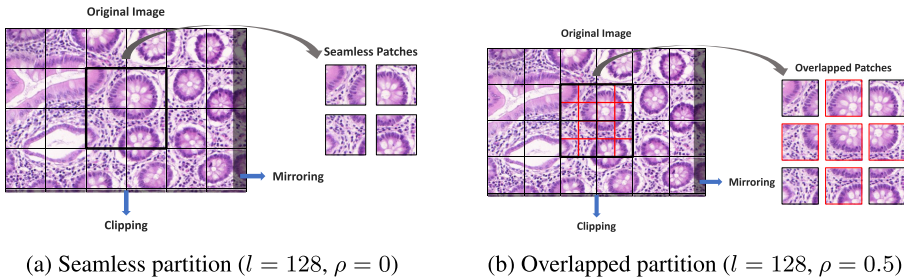 Original Image
Seamless Patches
Mirroring
Clipping
(a) Seamless partition (l = 128, ρ = 0)
Original Image
Overlapped Patches
Mirroring
Clipping
(b) Overlapped partition (l = 128, ρ = 0.5)